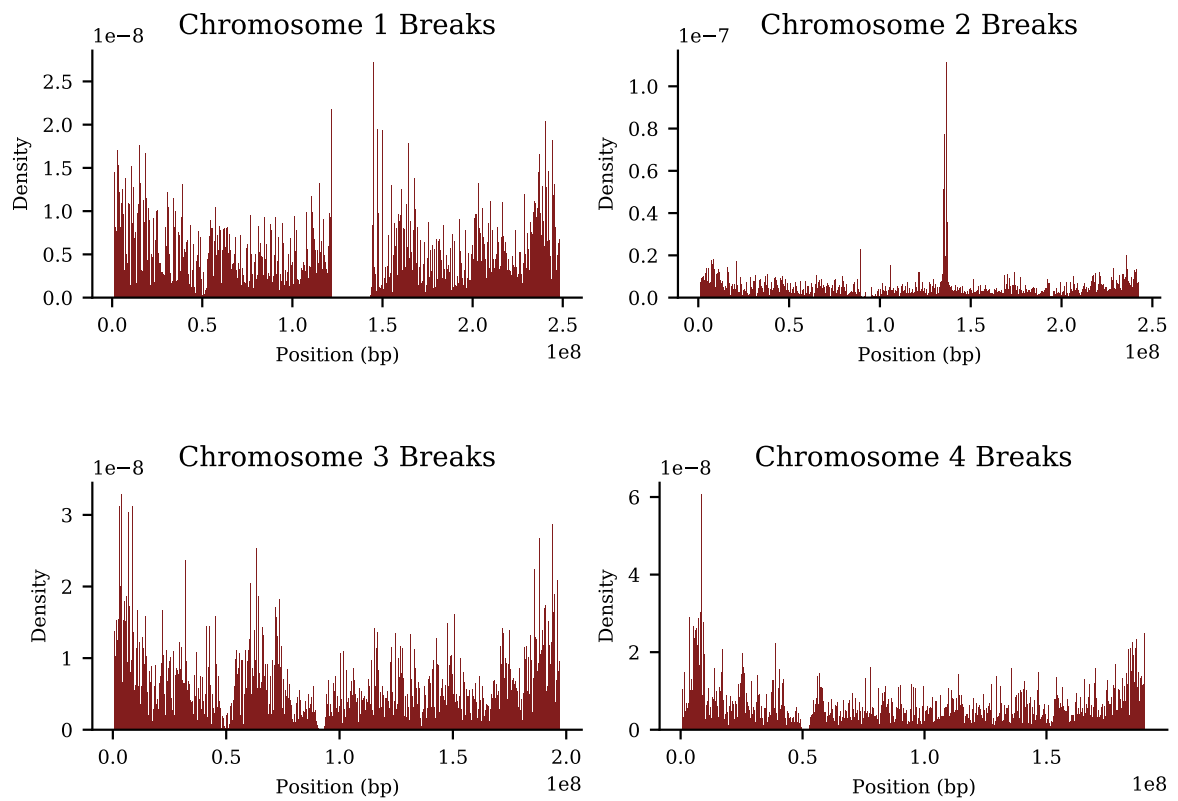 Chromosome 1 Breaks
1e−8
Density
2.5
2.0
1.5
1.0
0.5
0.0
0.0 0.5 1.0 1.5 2.0 2.5
Position (bp)
1e8
Chromosome 2 Breaks
1e−7
Density
1.0
0.8
0.6
0.4
0.2
0.0
0.0 0.5 1.0 1.5 2.0 2.5
Position (bp)
1e8
Chromosome 3 Breaks
1e−8
Density
3
2
1
0
0.0 0.5 1.0 1.5 2.0
Position (bp)
1e8
Chromosome 4 Breaks
1e−8
Density
6
4
2
0
0.0 0.5 1.0 1.5
Position (bp)
1e8